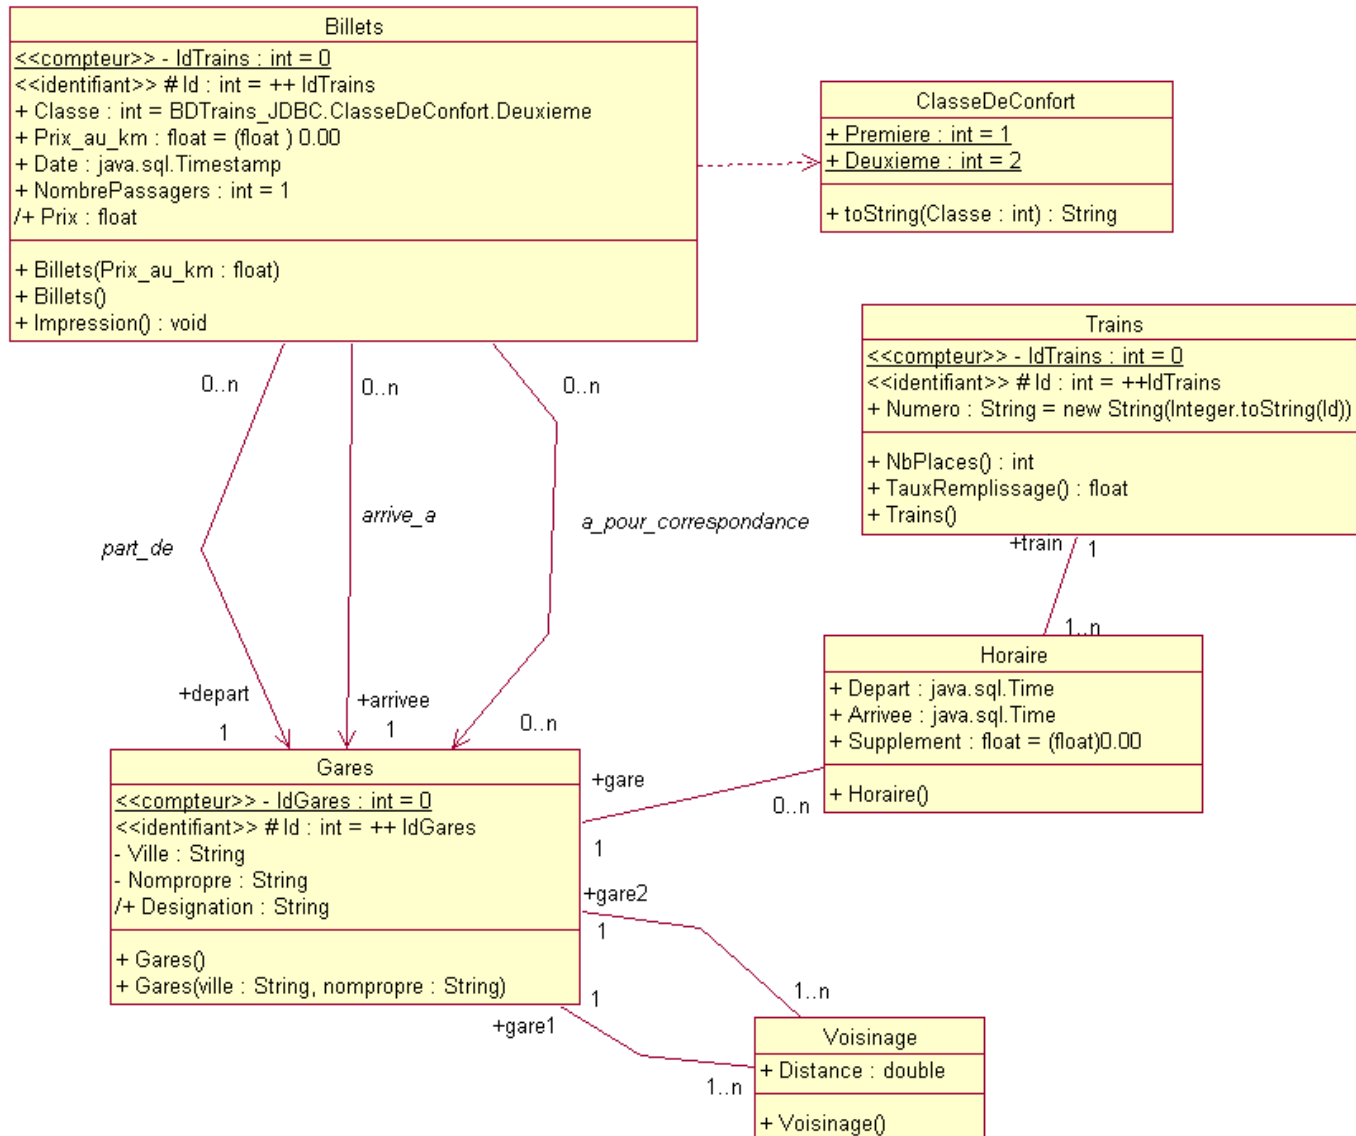 Billets
<<compteur>> - IdTrains : int = 0
<<identifiant>> # Id : int = ++ IdTrains
+ Classe : int = BDTrains_JDBC.ClasseDeConfort.Deuxieme
+ Prix_au_km : float = (float ) 0.00
+ Date : java.sql.Timestamp
+ NombrePassagers : int = 1
/+ Prix : float
+ Billets(Prix_au_km : float)
+ Billets()
+ Impression() : void
ClasseDeConfort
+ Premiere : int = 1
+ Deuxieme : int = 2
+ toString(Classe : int) : String
Trains
<<compteur>> - IdTrains : int = 0
<<identifiant>> # Id : int = ++IdTrains
+ Numero : String = new String(Integer.toString(Id))
+ NbPlaces() : int
+ TauxRemplissage() : float
+ Trains()
0..n
0..n
0..n
part_de
arrive_a
a_pour_correspondance
+train
1
1..n
+depart
1
+arrivee
1
0..n
Horaire
+ Depart : java.sql.Time
+ Arrivee : java.sql.Time
+ Supplement : float = (float)0.00
+ Horaire()
Gares
<<compteur>> - IdGares : int = 0
<<identifiant>> # Id : int = ++ IdGares
- Ville : String
- Nompropre : String
/+ Designation : String
+ Gares()
+ Gares(ville : String, nompropre : String)
+gare
1
0..n
+gare2
1
1..n
+gare1
1
1..n
Voisinage
+ Distance : double
+ Voisinage()